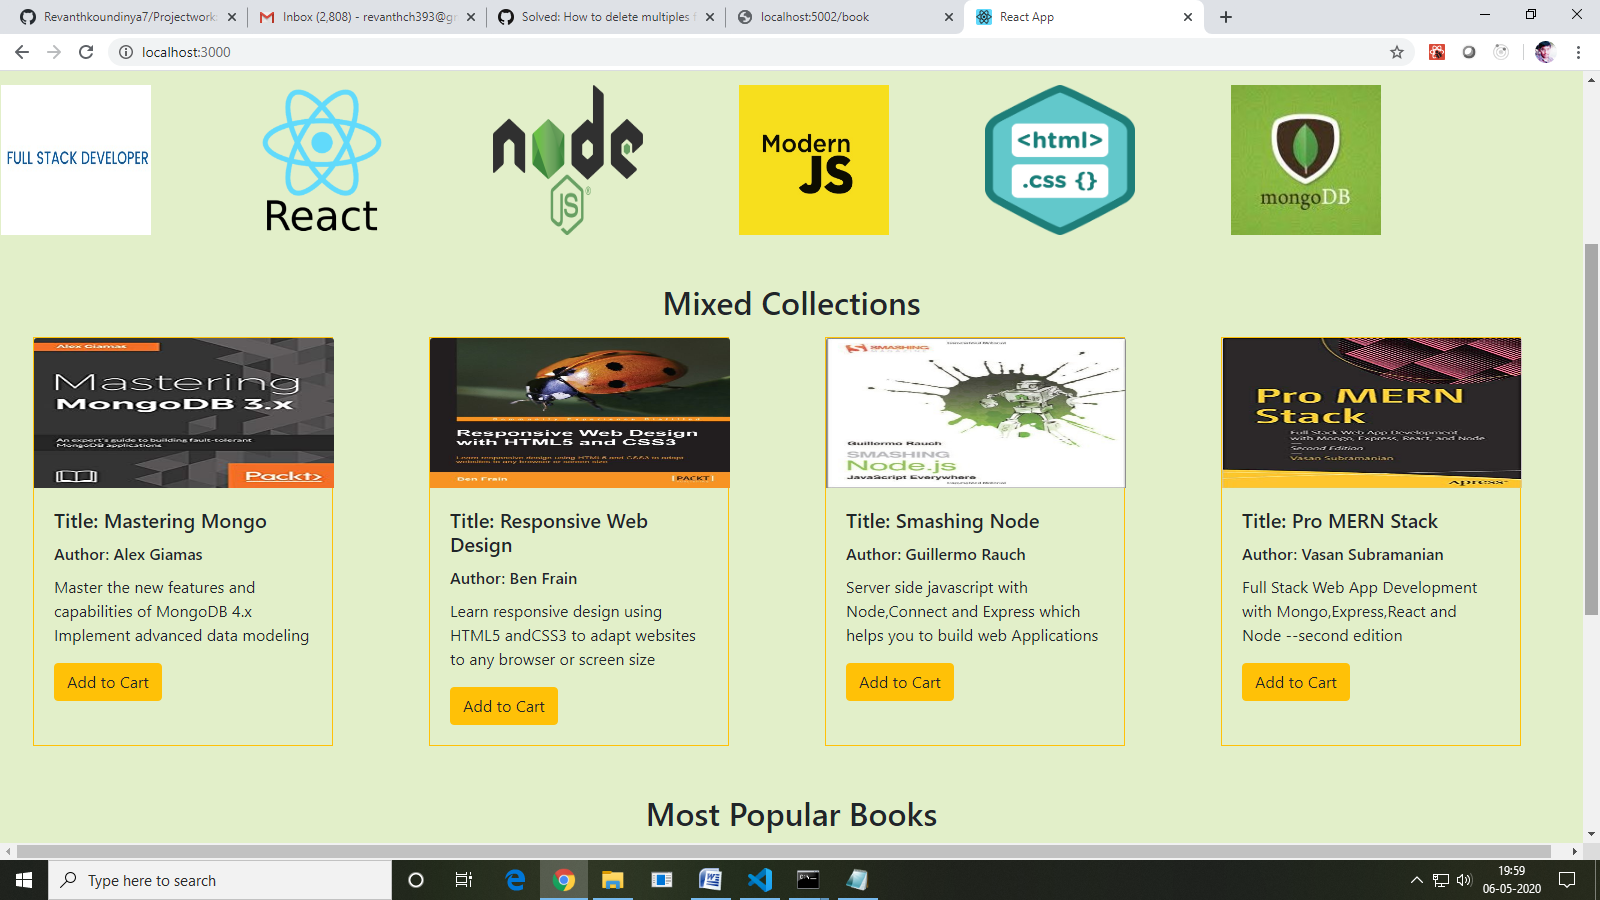 Revanthkoundinya7/Projectwork:
Inbox (2,808) - revanthch393@gr
Solved: How to delete multiples f
localhost:5002/book
React App
localhost:3000
FULL STACK DEVELOPER
React
node
JS
Modern
JS
<html>
.css {}
mongoDB
Mixed Collections
Alex Giamas
Mastering
MongoDB 3.x
An expert's guide to building fault-tolerant
MongoDB applications
Packt>
Responsive Web Design
with HTML5 and CSS3
Learn responsive design using HTML5 and CSS3 to adapt
websites to any browser or screen size
Ben Frain
[PACKT]
SMASHING
Guillermo Rauch
SMASHING
Node.js
JavaScript Everywhere
Pro MERN
Stack
Full Stack Web App Development
with Mongo, Express, React, and Node
Second Edition
Vasan Subramanian
Apress®
Title: Mastering Mongo
Author: Alex Giamas
Master the new features and
capabilities of MongoDB 4.x
Implement advanced data modeling
Add to Cart
Title: Responsive Web
Design
Author: Ben Frain
Learn responsive design using
HTML5 andCSS3 to adapt websites
to any browser or screen size
Add to Cart
Title: Smashing Node
Author: Guillermo Rauch
Server side javascript with
Node,Connect and Express which
helps you to build web Applications
Add to Cart
Title: Pro MERN Stack
Author: Vasan Subramanian
Full Stack Web App Development
with Mongo,Express,React and
Node --second edition
Add to Cart
Most Popular Books
Type here to search
19:59
06-05-2020